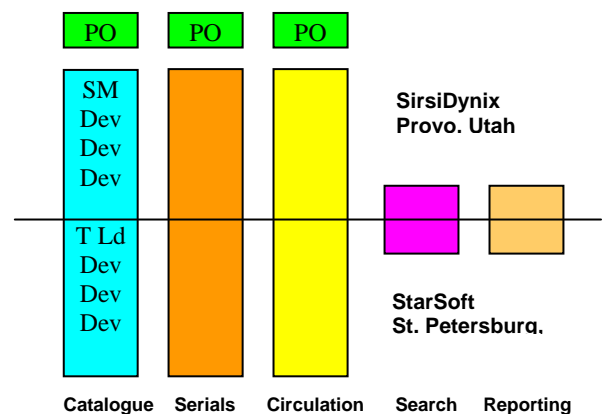 PO PO PO
SM
Dev
Dev
Dev
SirsiDynix
Provo. Utah
T Ld
Dev
Dev
Dev
StarSoft
St. Petersburg,
Catalogue Serials Circulation Search Reporting